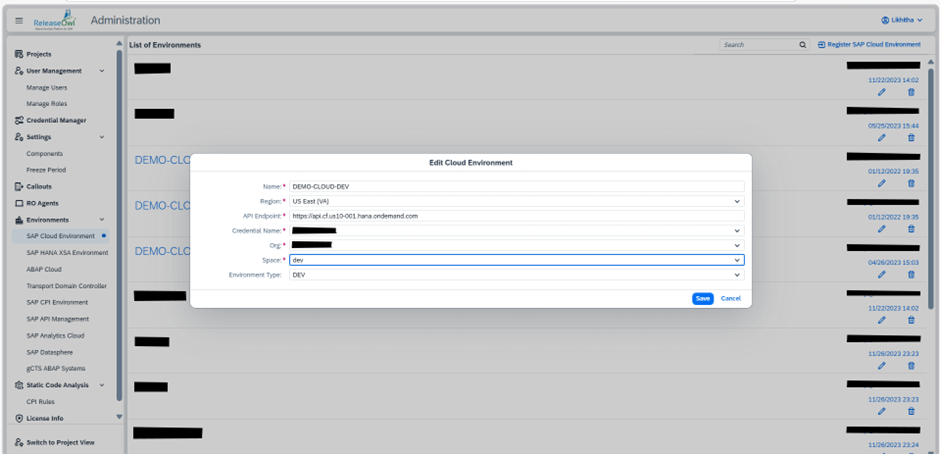 ReleaseOwl
Administration
Likhitha
Projects
User Management
Manage Users
Manage Roles
Credential Manager
Settings
Components
Freeze Period
Callouts
RO Agents
Environments
SAP Cloud Environment
SAP HANA XSA Environment
ABAP Cloud
Transport Domain Controller
SAP CPI Environment
SAP API Management
SAP Analytics Cloud
SAP Datasphere
gCTS ABAP Systems
Static Code Analysis
CPI Rules
License Info
Switch to Project View
List of Environments
Search
Register SAP Cloud Environment
11/22/2023 14:02
05/25/2023 15:44
DEMO-CLO
01/12/2022 19:35
DEMO-CLO
01/12/2022 19:35
DEMO-CLO
04/26/2023 15:03
11/22/2023 14:02
11/26/2023 23:23
11/26/2023 23:23
11/26/2023 23:24
Edit Cloud Environment
Name:* DEMO-CLOUD-DEV
Region:* US East (VA)
API Endpoint:* https://api.cf.us10-001.hana.ondemand.com
Credential Name:*
Org:*
Space:* dev
Environment Type: DEV
Save Cancel